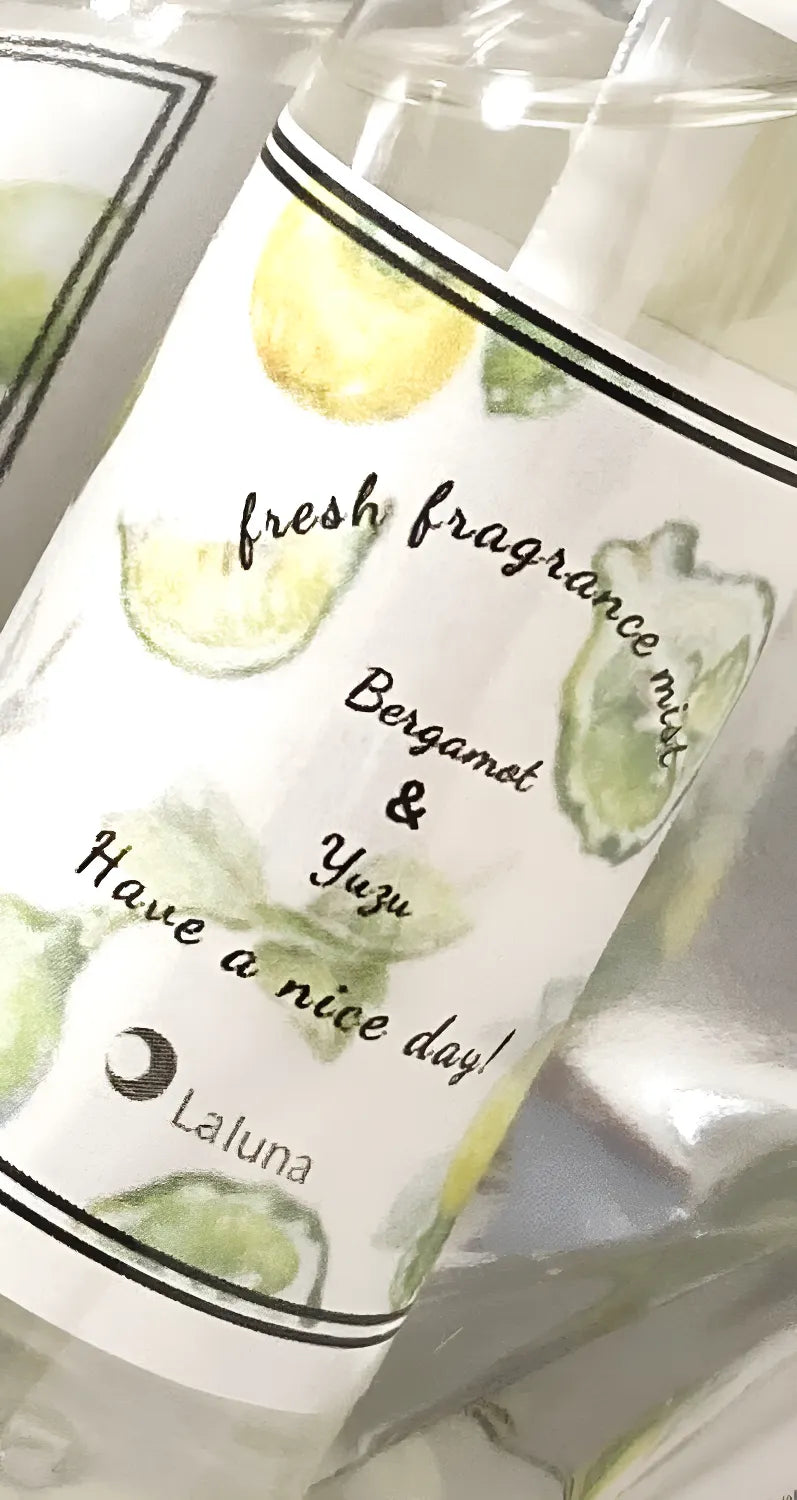 fresh fragrance mist
Bergamot
&
Yuzu
Have a nice day!
Laluna